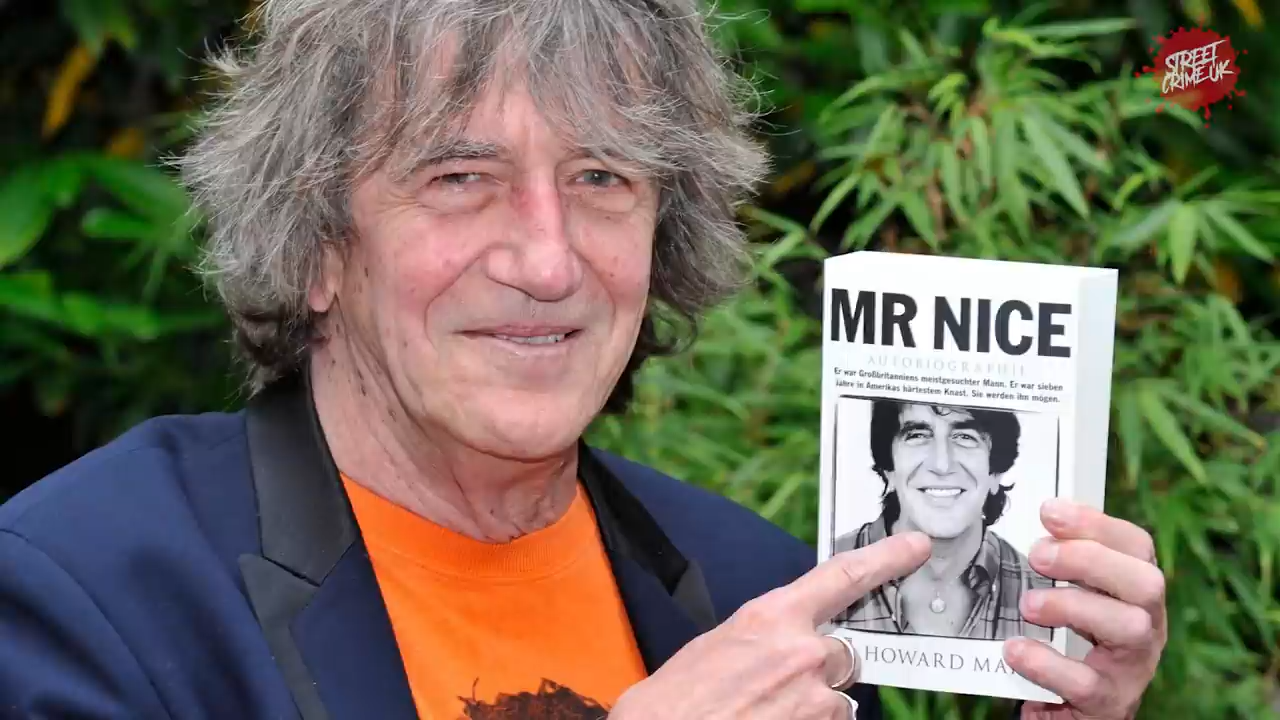 STREET
CRIME UK
MR NICE
AUTOBIOGRAPHIE
Er war Großbritanniens meistgesuchter Mann. Er war sieben
Jahre in Amerikas härtestem Knast. Sie werden ihn mögen.
HOWARD MA